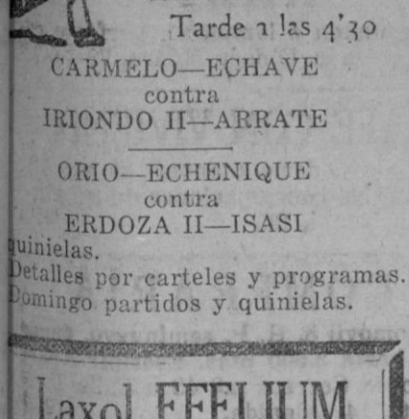 Tarde a las 4'30
CARMELO—ECHAVE
contra
IRIONDO II—ARRATE
ORIO—ECHENIQUE
contra
ERDOZA II—ISASI
quinielas.
Detalles por carteles y programas.
Domingo partidos y quinielas.
Laxol EFELIUM